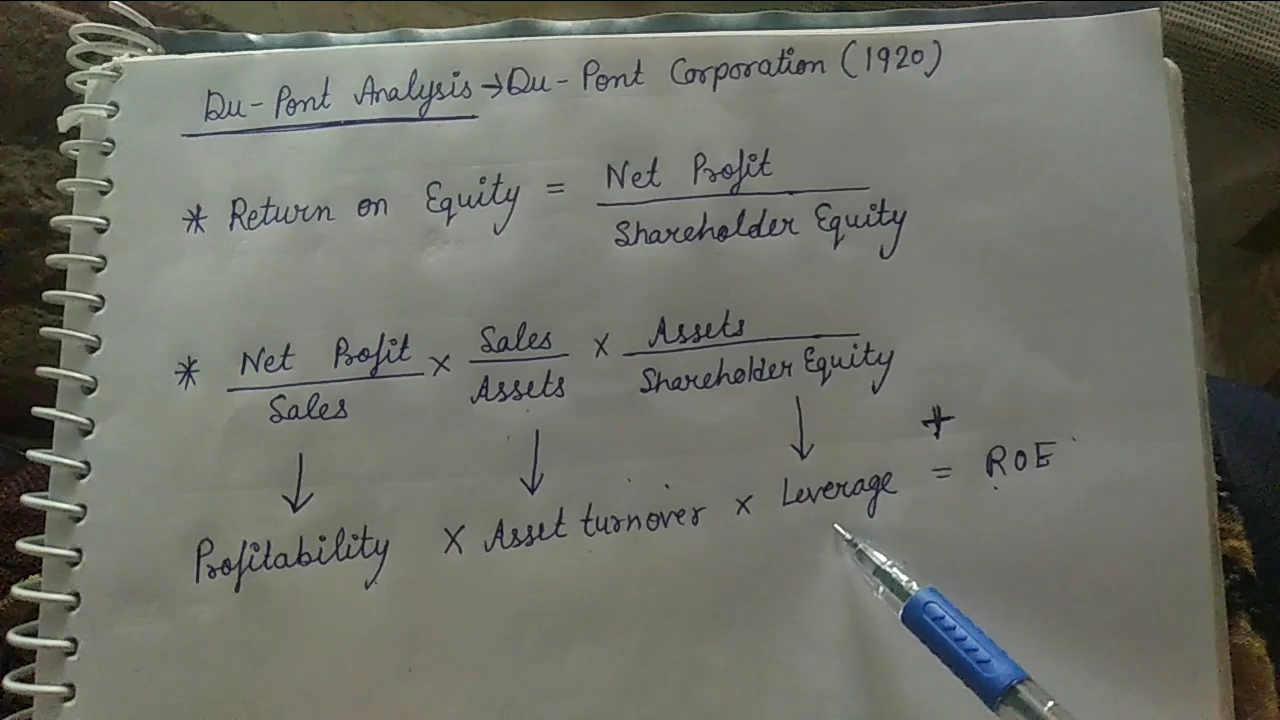 Du-Pont Analysis → Du-Pont Corporation (1920)
* Return on Equity = Net Profit / Shareholder Equity
* Net Profit / Sales × Sales / Assets × Assets / Shareholder Equity
↓ ↓ ↓ +
Profitability × Asset turnover × Leverage = ROE